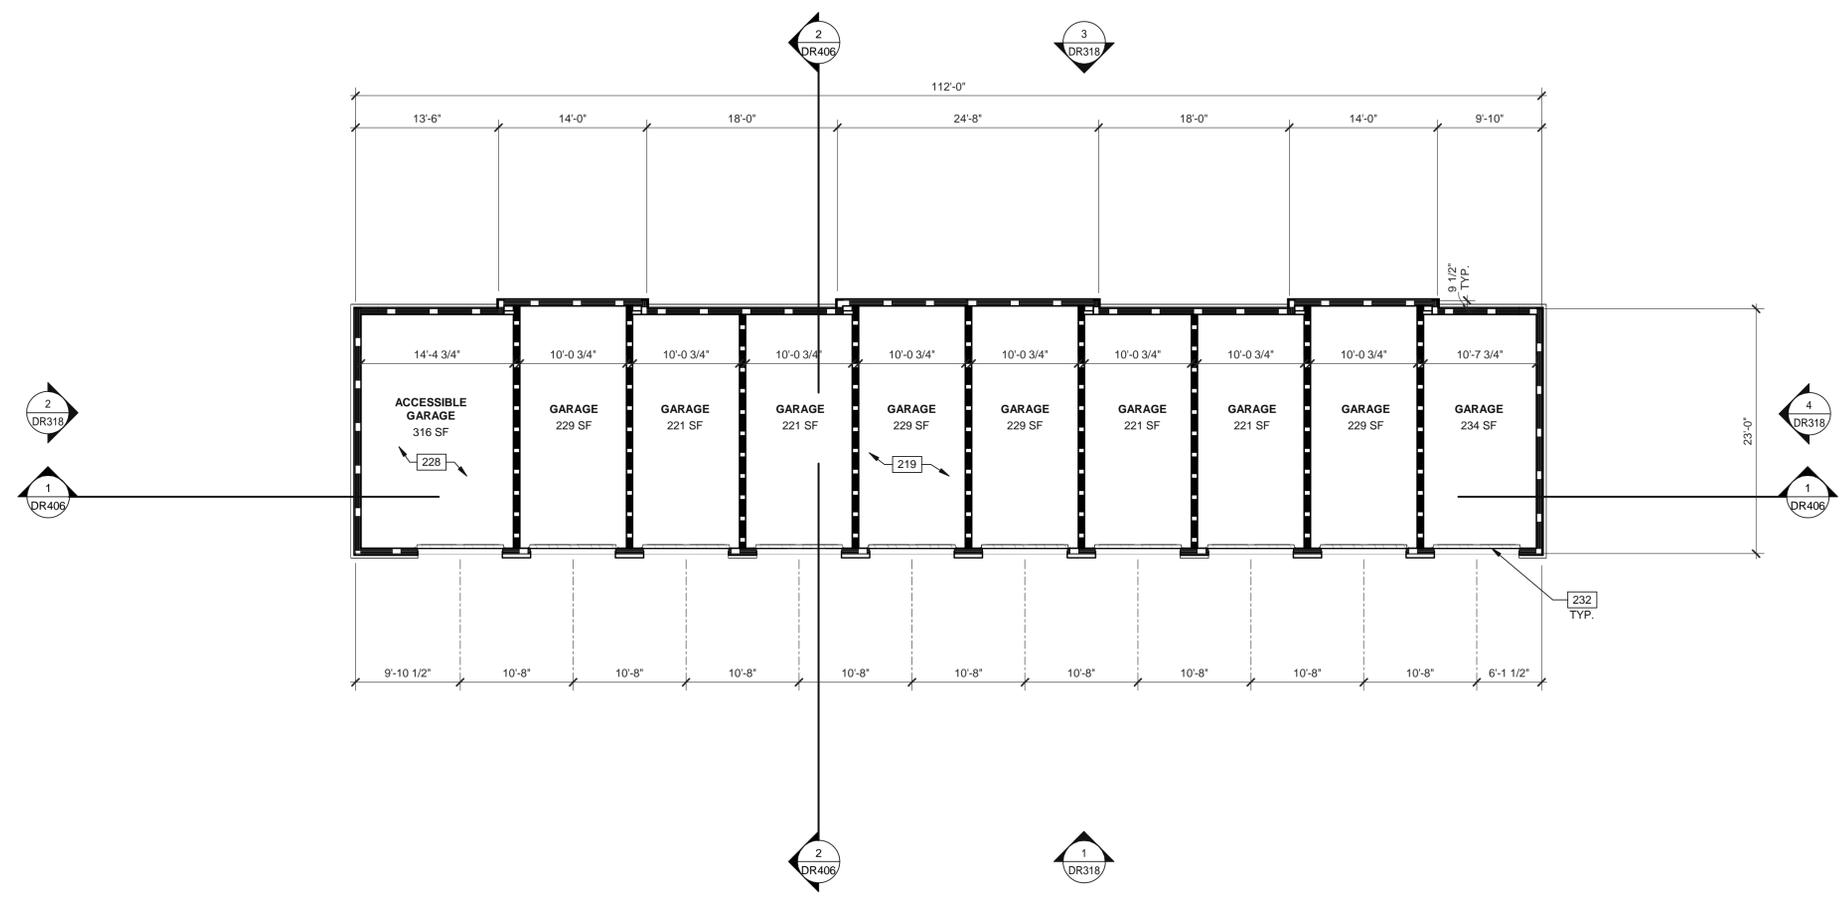 2
DR406
3
DR318
112'-0"
13'-6"
14'-0"
18'-0"
24'-8"
18'-0"
14'-0"
9'-10"
9 1/2"
TYP.
14'-4 3/4"
10'-0 3/4"
10'-0 3/4"
10'-0 3/4"
10'-0 3/4"
10'-0 3/4"
10'-0 3/4"
10'-0 3/4"
10'-0 3/4"
10'-7 3/4"
2
DR318
ACCESSIBLE
GARAGE
316 SF
GARAGE
229 SF
GARAGE
221 SF
GARAGE
221 SF
GARAGE
229 SF
GARAGE
229 SF
GARAGE
221 SF
GARAGE
221 SF
GARAGE
229 SF
GARAGE
234 SF
23'-0"
4
DR318
228
219
1
DR406
1
DR406
232
TYP.
9'-10 1/2"
10'-8"
10'-8"
10'-8"
10'-8"
10'-8"
10'-8"
10'-8"
10'-8"
10'-8"
6'-1 1/2"
2
DR406
1
DR318